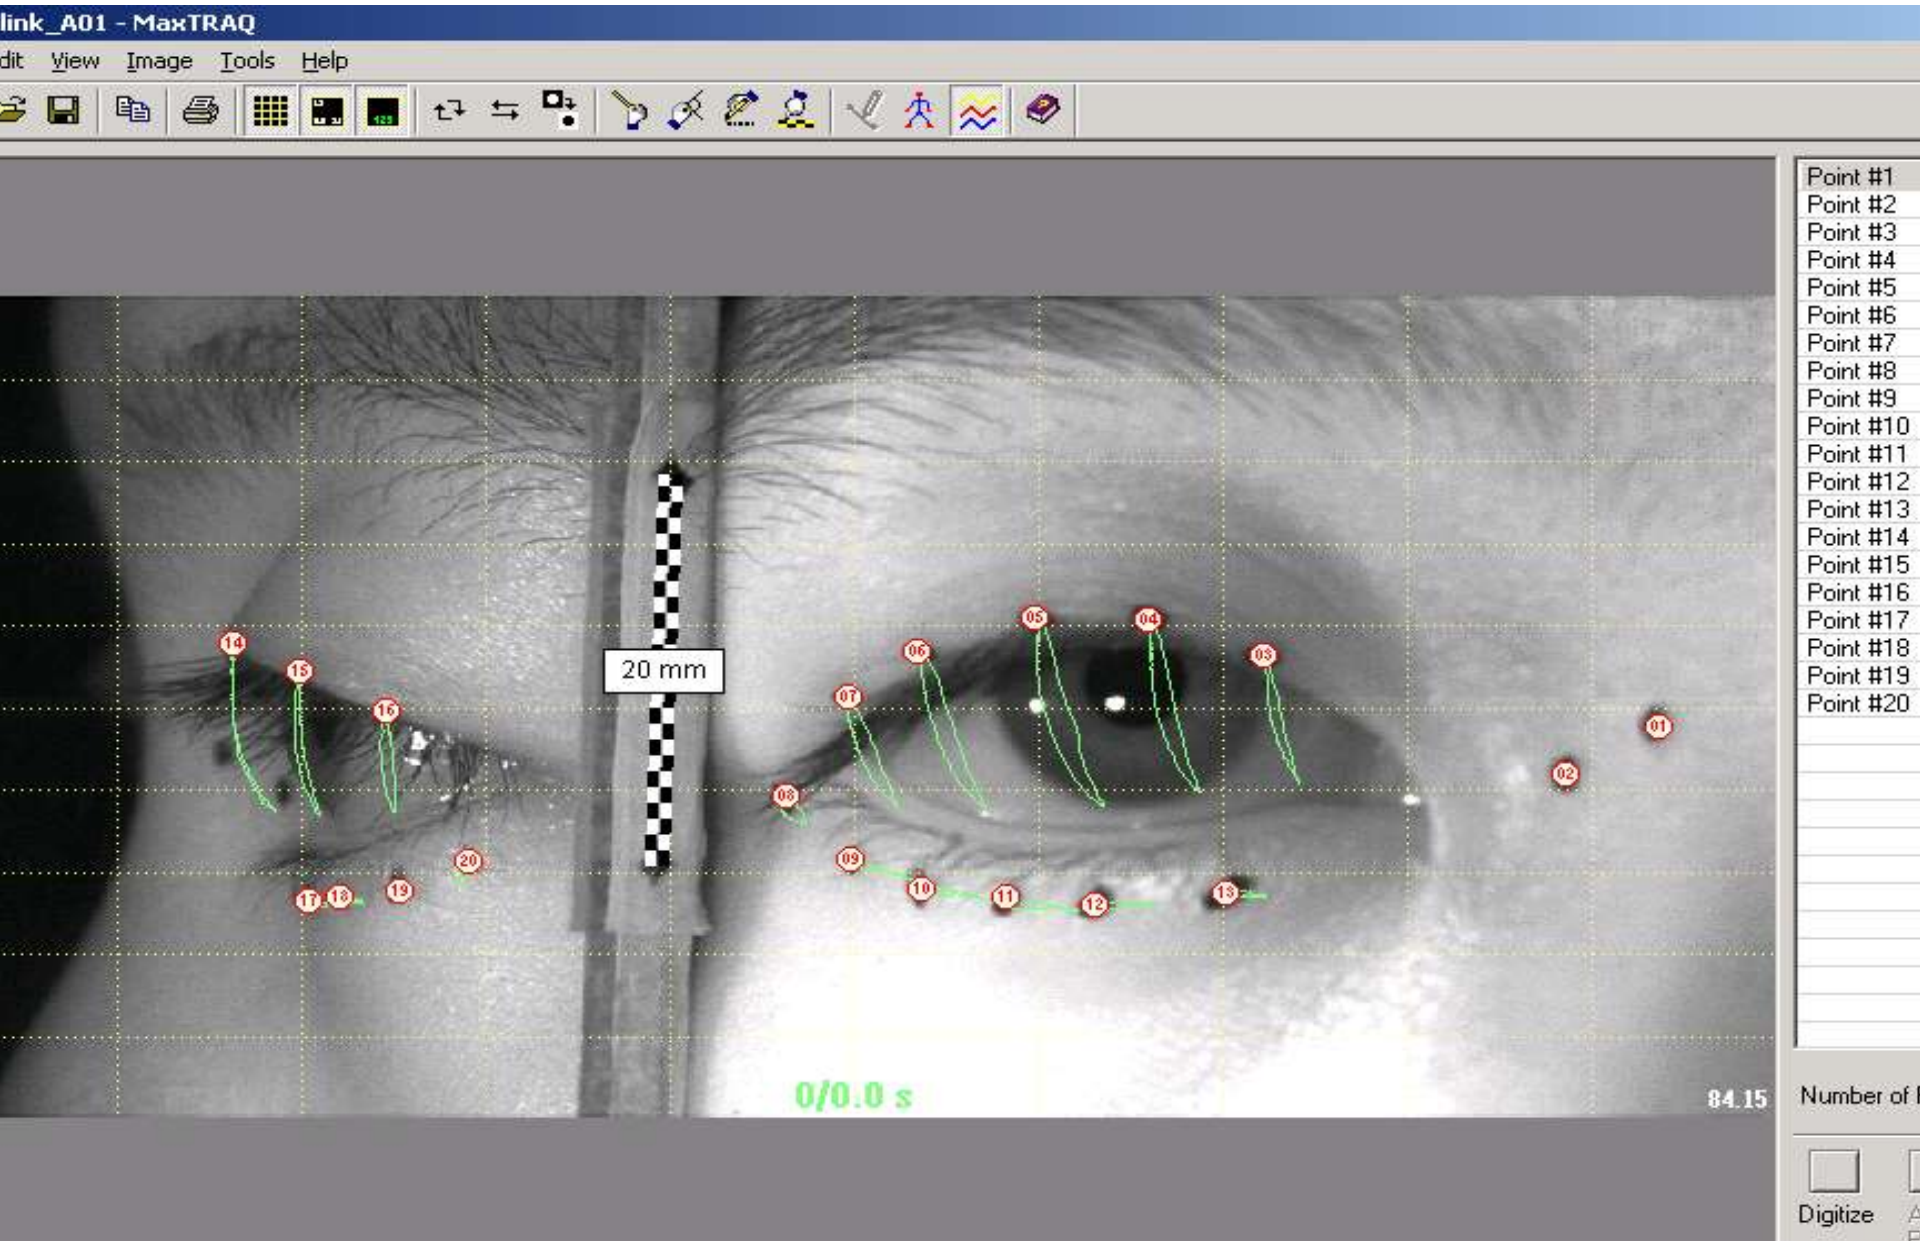 link_A01 - MaxTRAQ
dit View Image Tools Help
Point #1
Point #2
Point #3
Point #4
Point #5
Point #6
Point #7
Point #8
Point #9
Point #10
Point #11
Point #12
Point #13
Point #14
Point #15
Point #16
Point #17
Point #18
Point #19
Point #20
05 04
14 06 03
15 20 mm
07
16 01
02
08
09 20
10 13
17 18 19 11 12
0/0.0 s
84.15
Number of
Digitize